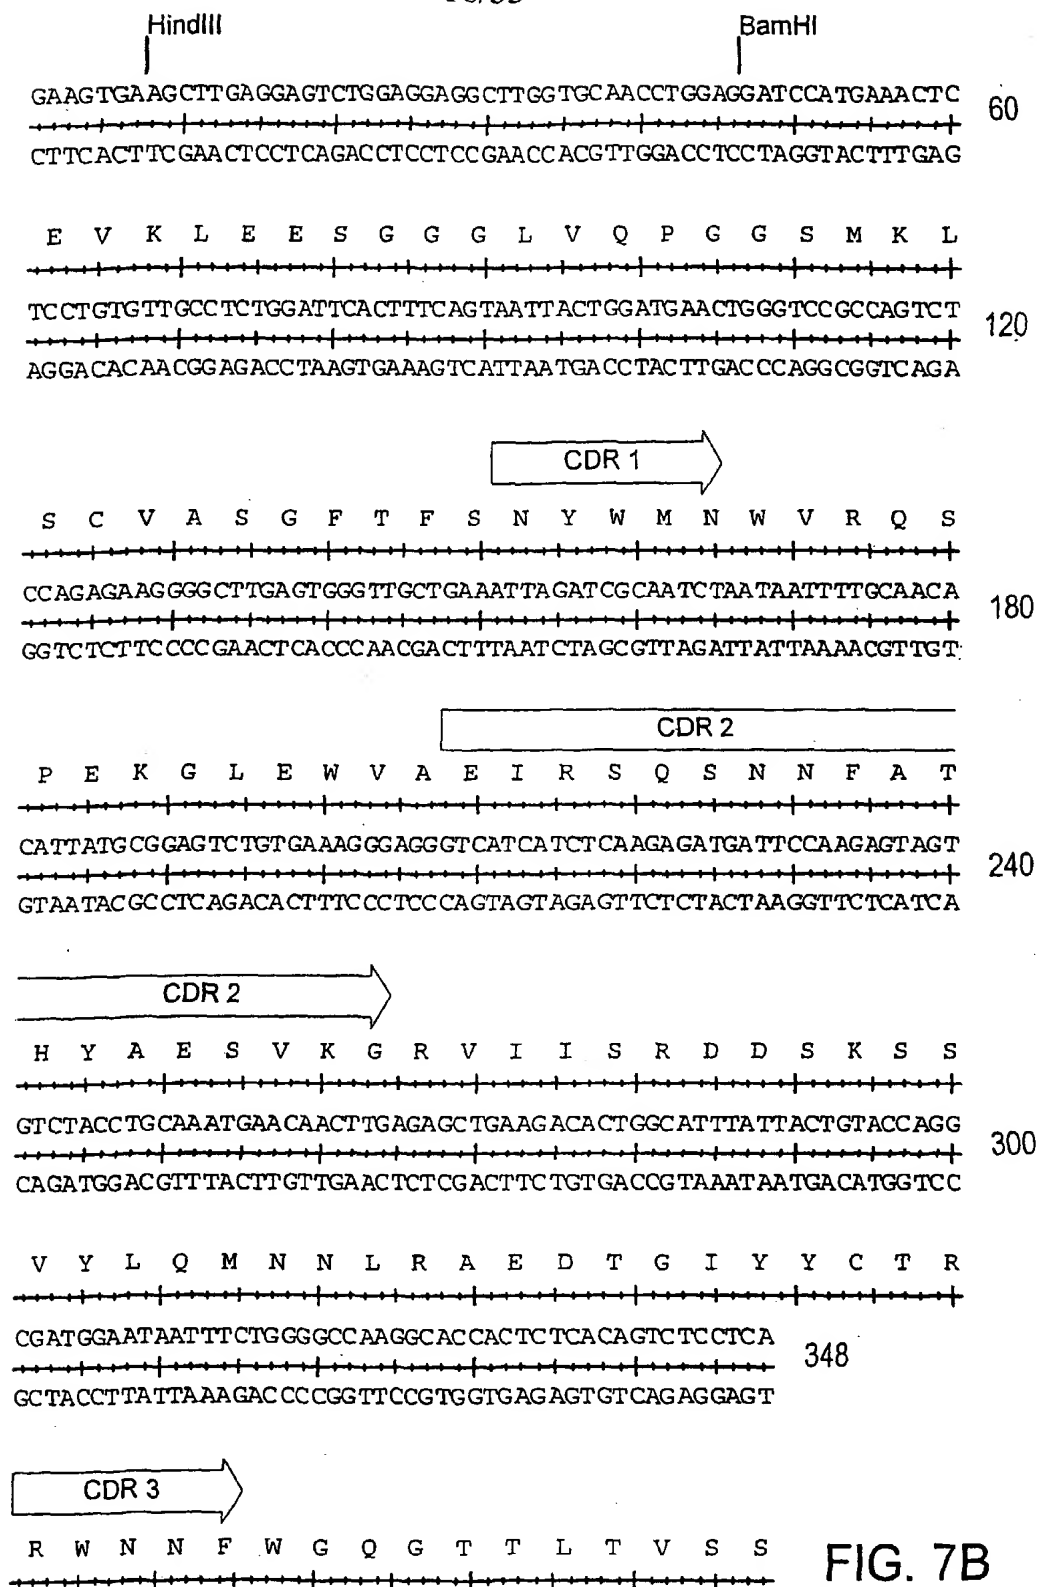 HindIII BamHI
GAAGTGAAGCTTGAGGAGTCTGGAGGAGGCTTGGTGCAACCTGGAGGATCCATGAAACTC 60
CTTCACTTCGAACTCCTCAGACCTCCTCCGAACCACGTTGGACCTCCTAGGTACTTTGAG
E V K L E E S G G G L V Q P G G S M K L
TCCTGTGTTGCCTCTGGATTCACTTTCAGTAATTACTGGATGAACTGGGTCCGCCAGTCT 120
AGGACACAACGGAGACCTAAGTGAAAGTCATTAATGACCTACTTGACCCAGGCGGTCAGA
CDR 1
S C V A S G F T F S N Y W M N W V R Q S
CCAGAGAAGGGGCTTGAGTGGGTTGCTGAAATTAGATCGCAATCTAATAATTTTGCAACA 180
GGTCTCTTCCCCGAACTCACCCAACGACTTTAATCTAGCGTTAGATTATTAAAACGTTGT
CDR 2
P E K G L E W V A E I R S Q S N N F A T
CATTATGCGGAGTCTGTGAAAGGGAGGGTCATCATCTCAAGAGATGATTCCAAGAGTAGT 240
GTAATACGCCTCAGACACTTTCCCTCCCAGTAGTAGAGTTCTCTACTAAGGTTCTCATCA
CDR 2
H Y A E S V K G R V I I S R D D S K S S
GTCTACCTGCAAATGAACAACTTGAGAGCTGAAGACACTGGCATTTATTACTGTACCAGG 300
CAGATGGACGTTTACTTGTTGAACTCTCGACTTCTGTGACCGTAAATAATGACATGGTCC
V Y L Q M N N L R A E D T G I Y Y C T R
CGATGGAATAATTTCTGGGGCCAAGGCACCACTCTCACAGTCTCCTCA 348
GCTACCTTATTAAAGACCCCGGTTCCGTGGTGAGAGTGTCAGAGGAGT
CDR 3
R W N N F W G Q G T T L T V S S
FIG. 7B